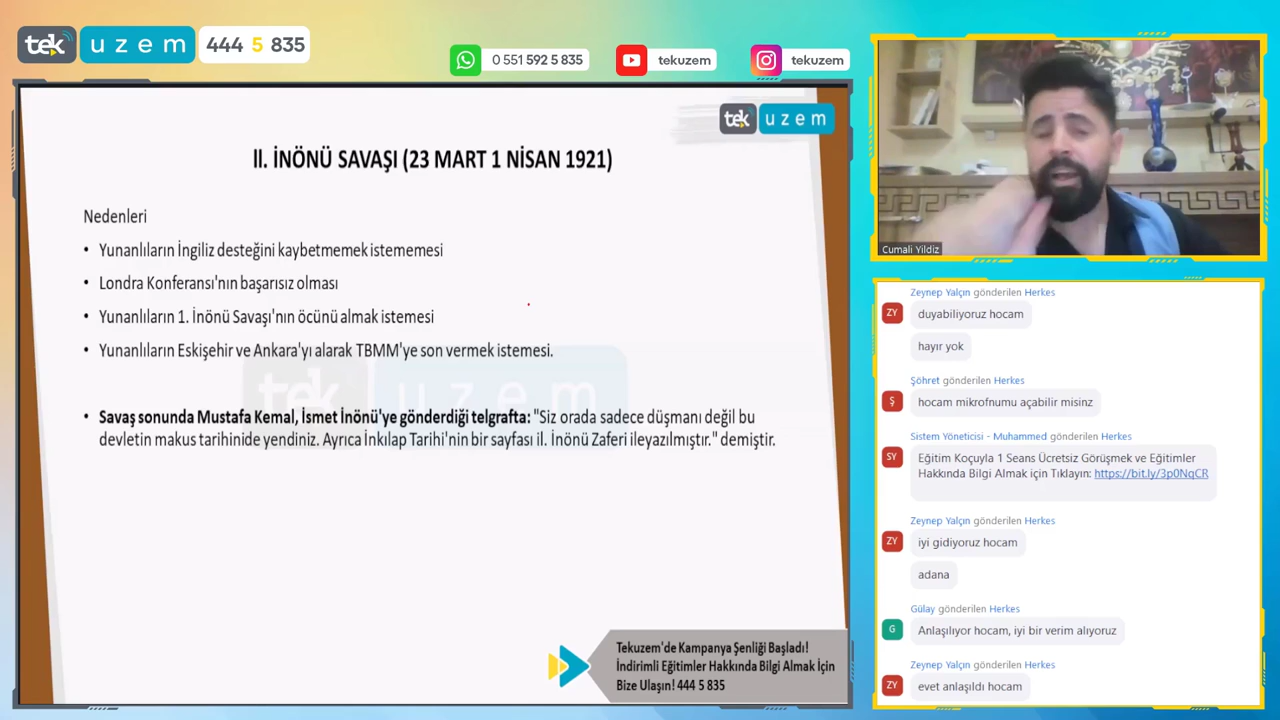 tek uzem 444 5 835
0 551 592 5 835 tekuzem tekuzem
tek uzem
II. İNÖNÜ SAVAŞI (23 MART 1 NİSAN 1921)
Nedenleri
• Yunanlıların İngiliz desteğini kaybetmemek istememesi
• Londra Konferansı'nın başarısız olması
• Yunanlıların 1. İnönü Savaşı'nın öcünü almak istemesi
• Yunanlıların Eskişehir ve Ankara'yı alarak TBMM'ye son vermek istemesi.
tek uzem
• Savaş sonunda Mustafa Kemal, İsmet İnönü'ye gönderdiği telgrafta: "Siz orada sadece düşmanı değil bu
devletin makus tarihinide yendiniz. Ayrıca İnkılap Tarihi'nin bir sayfası iI. İnönü Zaferi ileyazılmıştır." demiştir.
Tekuzem'de Kampanya Şenliği Başladı!
İndirimli Eğitimler Hakkında Bilgi Almak İçin
Bize Ulaşın! 444 5 835
Cumali Yildiz
Zeynep Yalçın gönderilen Herkes
ZY duyabiliyoruz hocam
hayır yok
Şöhret gönderilen Herkes
Ş hocam mikrofnumu açabilir misinz
Sistem Yöneticisi - Muhammed gönderilen Herkes
SY Eğitim Koçuyla 1 Seans Ücretsiz Görüşmek ve Eğitimler
Hakkında Bilgi Almak için Tıklayın: https://bit.ly/3p0NqCR
Zeynep Yalçın gönderilen Herkes
ZY iyi gidiyoruz hocam
adana
Gülay gönderilen Herkes
G Anlaşılıyor hocam, iyi bir verim alıyoruz
Zeynep Yalçın gönderilen Herkes
ZY evet anlaşıldı hocam